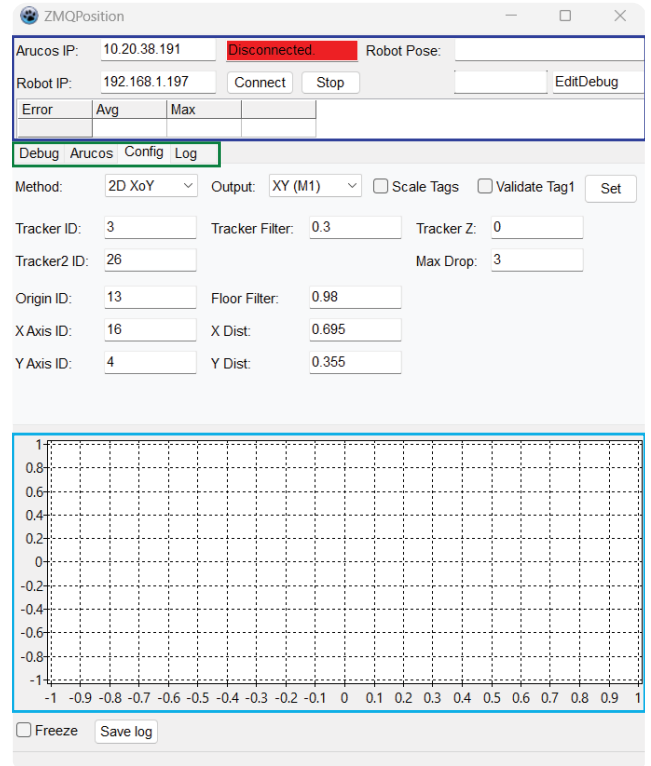 ZMQPosition
Arucos IP: 10.20.38.191 Disconnected. Robot Pose:
Robot IP: 192.168.1.197 Connect Stop EditDebug
Error Avg Max
Debug Arucos Config Log
Method: 2D XoY Output: XY (M1) Scale Tags Validate Tag1 Set
Tracker ID: 3 Tracker Filter: 0.3 Tracker Z: 0
Tracker2 ID: 26 Max Drop: 3
Origin ID: 13 Floor Filter: 0.98
X Axis ID: 16 X Dist: 0.695
Y Axis ID: 4 Y Dist: 0.355
1
0.8
0.6
0.4
0.2
0
-0.2
-0.4
-0.6
-0.8
-1
-1 -0.9 -0.8 -0.7 -0.6 -0.5 -0.4 -0.3 -0.2 -0.1 0 0.1 0.2 0.3 0.4 0.5 0.6 0.7 0.8 0.9 1
Freeze Save log